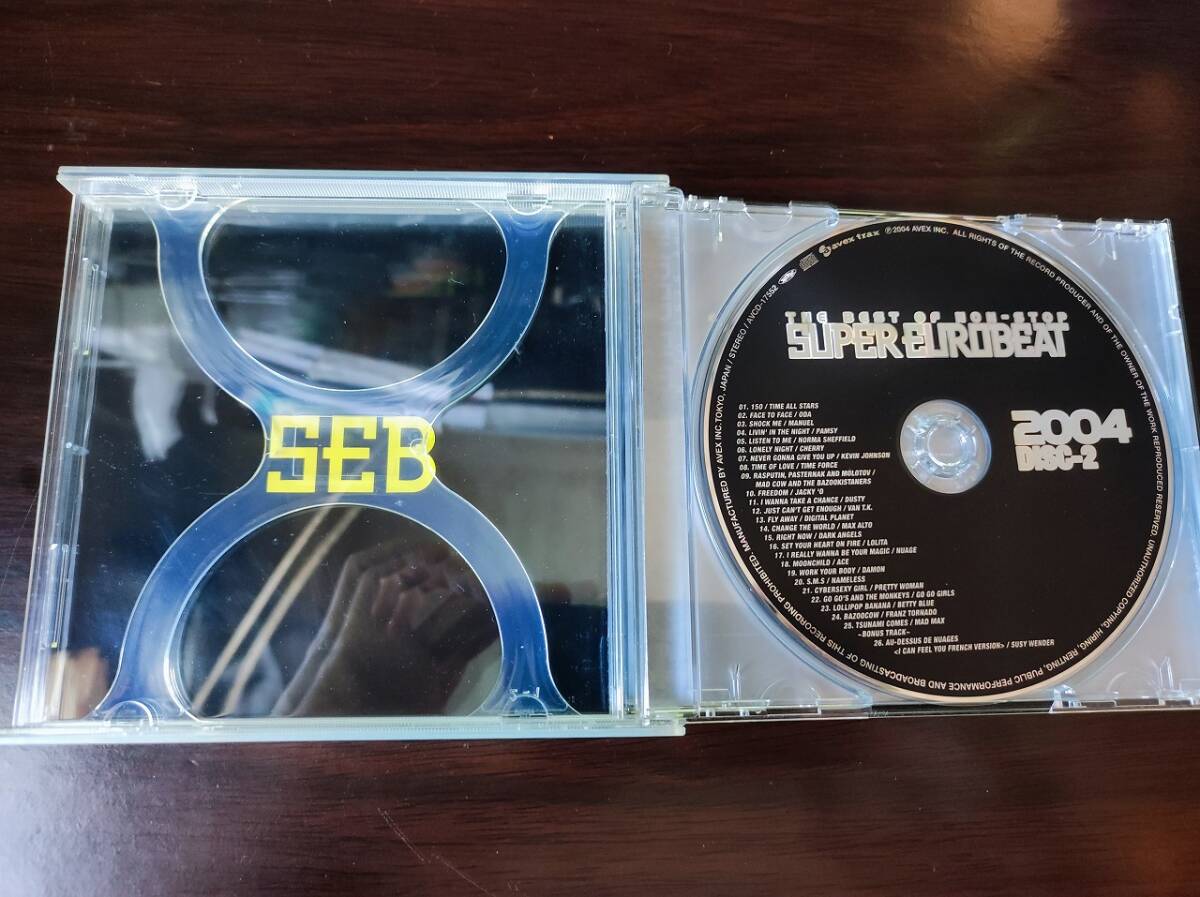 SEB
THE BEST OF NON-STOP
SUPER EUROBEAT
2004
DISC-2
01. 150 / TIME ALL STARS
02. FACE TO FACE / ODA
03. SHOCK ME / MANUEL
04. LIVIN' IN THE NIGHT / PAMSY
05. LISTEN TO ME / NORMA SHEFFIELD
06. LONELY NIGHT / CHERRY
07. NEVER GONNA GIVE YOU UP / KEVIN JOHNSON
08. TIME OF LOVE / TIME FORCE
09. RASPUTIN, PASTERNAK AND MOLOTOV /
MAD COW AND THE BAZOOKISTANERS
10. FREEDOM / JACKY 'O
11. I WANNA TAKE A CHANCE / DUSTY
12. JUST CAN'T GET ENOUGH / VAN T.K.
13. FLY AWAY / DIGITAL PLANET
14. CHANGE THE WORLD / MAX ALTO
15. RIGHT NOW / DARK ANGELS
16. SET YOUR HEART ON FIRE / LOLITA
17. I REALLY WANNA BE YOUR MAGIC / NUAGE
18. MOONCHILD / ACE
19. WORK YOUR BODY / DAMON
20. S.M.S / NAMELESS
21. CYBERSEXY GIRL / PRETTY WOMAN
22. GO GO'S AND THE MONKEYS / GO GO GIRLS
23. LOLLIPOP BANANA / BETTY BLUE
24. BAZOOCOW / FRANZ TORNADO
25. TSUNAMI COMES / MAD MAX
~BONUS TRACK~
26. AU-DESSUS DE NUAGES
<I CAN FEEL YOU FRENCH VERSION> / SUSY WENDER
avex trax ℗2004 AVEX INC. ALL RIGHTS OF THE RECORD PRODUCER AND OF THE OWNER OF THE WORK REPRODUCED RESERVED. UNAUTHORIZED COPYING, HIRING, RENTING, PUBLIC PERFORMANCE AND BROADCASTING OF THIS RECORDING PROHIBITED. MANUFACTURED BY AVEX INC.TOKYO, JAPAN / STEREO / AVCD-17552